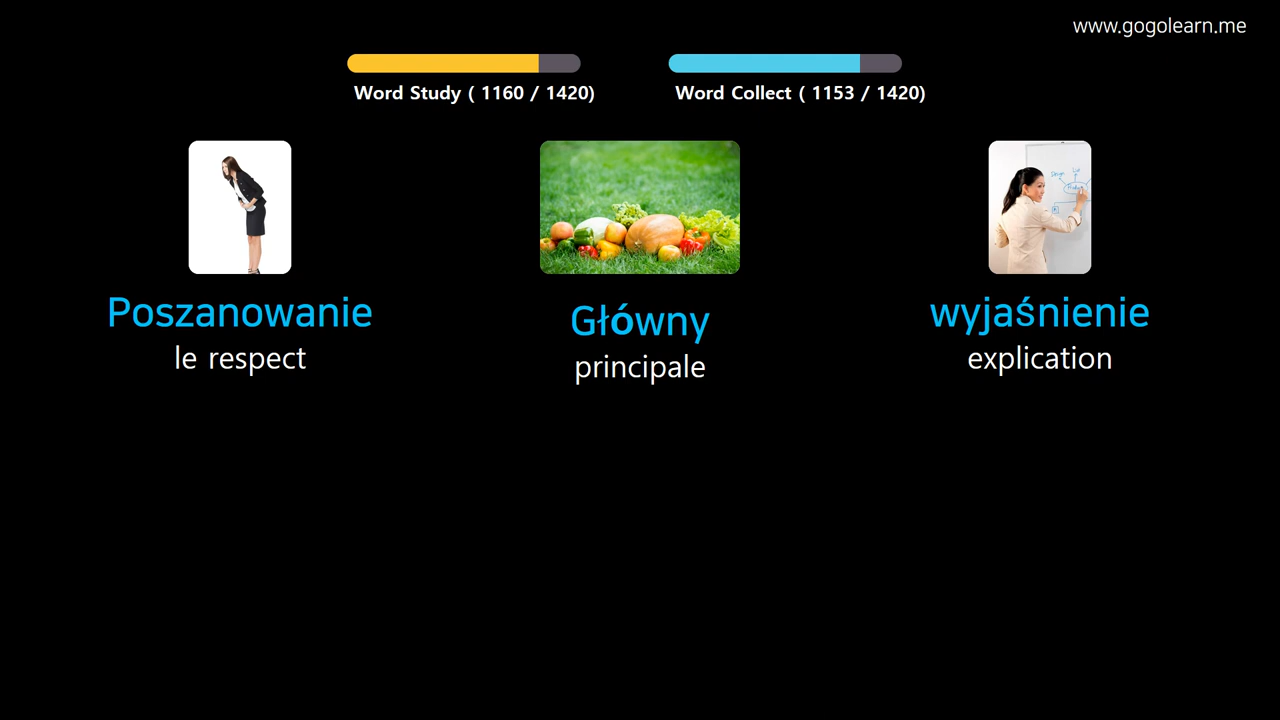 www.gogolearn.me
Word Study ( 1160 / 1420)
Word Collect ( 1153 / 1420)
Poszanowanie
le respect
Główny
principale
wyjaśnienie
explication